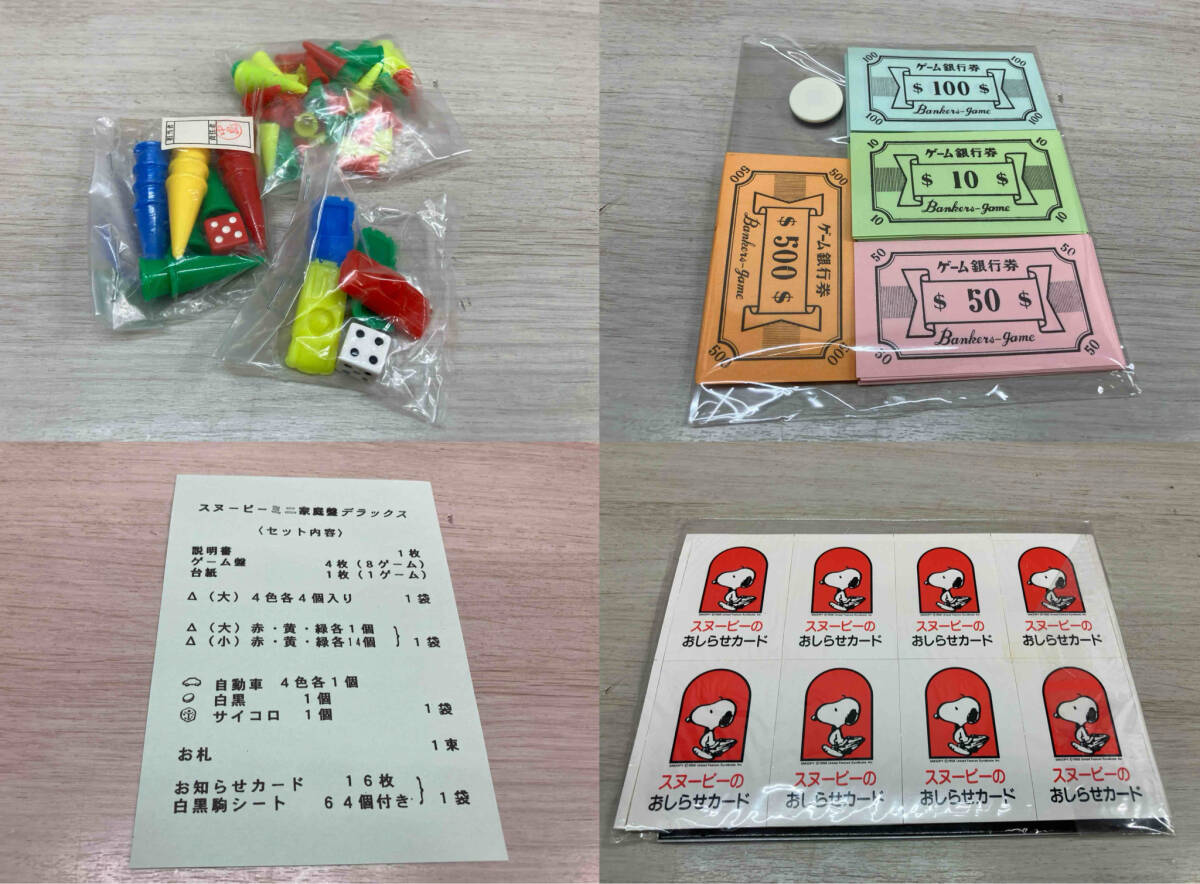 100
100
ゲーム銀行券
$ 100 $
Bankers-game
100
100
10
10
ゲーム銀行券
$ 10 $
Bankers-game
10
10
500
500
ゲーム銀行券
$ 500 $
Bankers-game
500
500
50
50
ゲーム銀行券
$ 50 $
Bankers-game
50
50
スヌーピーミニ家庭盤デラックス
〈セット内容〉
説明書 1枚
ゲーム盤 4枚(8ゲーム)
台紙 1枚(1ゲーム)
△(大)4色各4個入り 1袋
△(大)赤・黄・緑各1個
△(小)赤・黄・緑各14個 } 1袋
自動車 4色各1個
白黒 1個
サイコロ 1個 1袋
お札 1束
お知らせカード 16枚
白黒駒シート 64個付き } 1袋
スヌーピーの
おしらせカード
スヌーピーの
おしらせカード
スヌーピーの
おしらせカード
スヌーピーの
おしらせカード
スヌーピーの
おしらせカード
スヌーピーの
おしらせカード
スヌーピーの
おしらせカード
スヌーピーの
おしらせカード